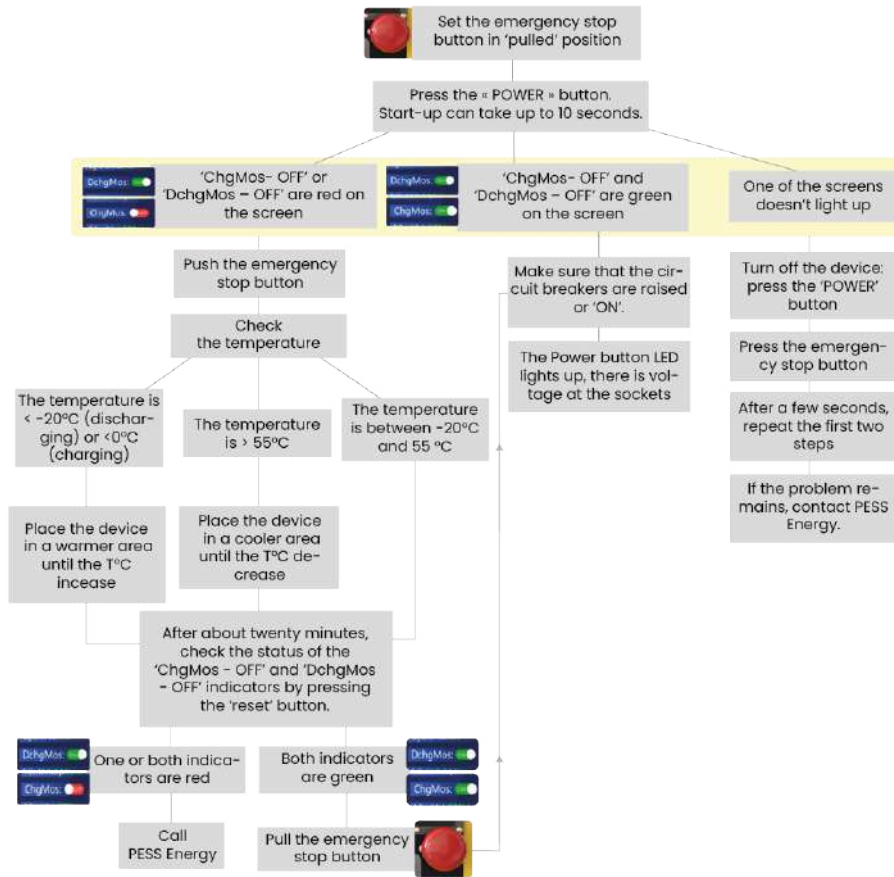 Set the emergency stop
button in 'pulled' position
Press the « POWER » button.
Start-up can take up to 10 seconds.
DchgMos:
ChgMos:
'ChgMos- OFF' or
'DchgMos – OFF' are red on
the screen
DchgMos:
ChgMos:
'ChgMos- OFF' and
'DchgMos – OFF' are green
on the screen
One of the screens
doesn't light up
Push the emergency
stop button
Check
the temperature
The temperature is
< -20°C (dischar-
ging) or <0°C
(charging)
The temperature
is > 55°C
The temperature
is between -20°C
and 55 °C
Place the device
in a warmer area
until the T°C
incease
Place the device
in a cooler area
until the T°C de-
crease
After about twenty minutes,
check the status of the
'ChgMos - OFF' and 'DchgMos
- OFF' indicators by pressing
the 'reset' button.
DchgMos:
ChgMos:
One or both indica-
tors are red
Both indicators
are green
DchgMos:
ChgMos:
Call
PESS Energy
Pull the emergency
stop button
Make sure that the cir-
cuit breakers are raised
or 'ON'.
The Power button LED
lights up, there is vol-
tage at the sockets
Turn off the device:
press the 'POWER'
button
Press the emergen-
cy stop button
After a few seconds,
repeat the first two
steps
If the problem re-
mains, contact PESS
Energy.